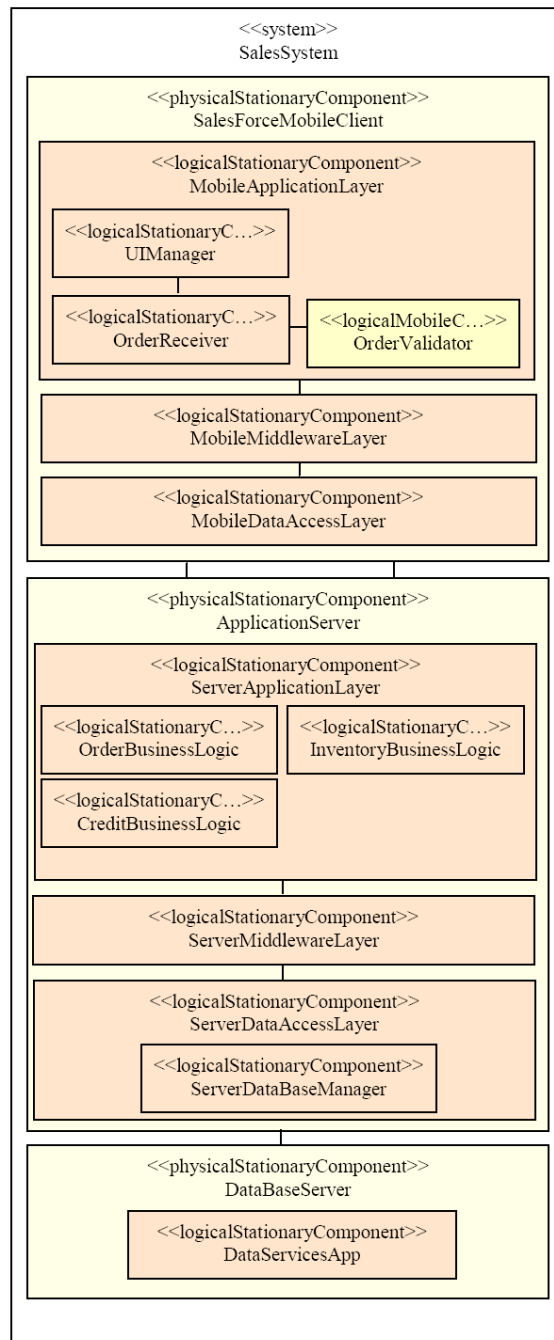 <<system>>
SalesSystem
<<physicalStationaryComponent>>
SalesForceMobileClient
<<logicalStationaryComponent>>
MobileApplicationLayer
<<logicalStationaryC…>>
UIManager
<<logicalStationaryC…>>
OrderReceiver
<<logicalMobileC…>>
OrderValidator
<<logicalStationaryComponent>>
MobileMiddlewareLayer
<<logicalStationaryComponent>>
MobileDataAccessLayer
<<physicalStationaryComponent>>
ApplicationServer
<<logicalStationaryComponent>>
ServerApplicationLayer
<<logicalStationaryC…>>
OrderBusinessLogic
<<logicalStationaryC…>>
InventoryBusinessLogic
<<logicalStationaryC…>>
CreditBusinessLogic
<<logicalStationaryComponent>>
ServerMiddlewareLayer
<<logicalStationaryComponent>>
ServerDataAccessLayer
<<logicalStationaryComponent>>
ServerDataBaseManager
<<physicalStationaryComponent>>
DataBaseServer
<<logicalStationaryComponent>>
DataServicesApp